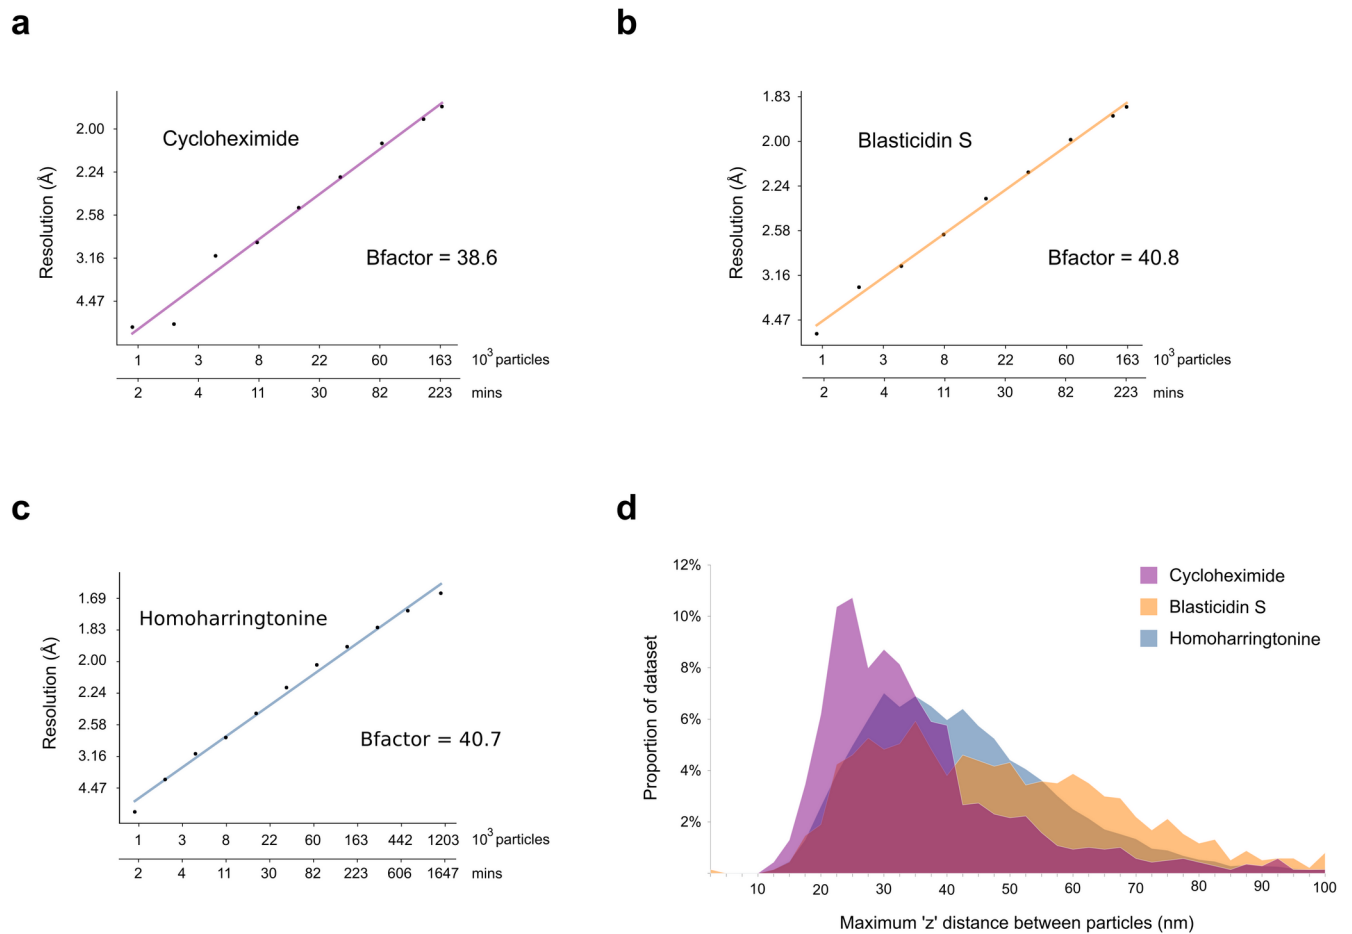 a
Cycloheximide
Resolution (Å)
2.00
2.24
2.58
3.16
4.47
Bfactor = 38.6
1 3 8 22 60 163 10³ particles
2 4 11 30 82 223 mins
b
Blasticidin S
Resolution (Å)
1.83
2.00
2.24
2.58
3.16
4.47
Bfactor = 40.8
1 3 8 22 60 163 10³ particles
2 4 11 30 82 223 mins
c
Homoharringtonine
Resolution (Å)
1.69
1.83
2.00
2.24
2.58
3.16
4.47
Bfactor = 40.7
1 3 8 22 60 163 442 1203 10³ particles
2 4 11 30 82 223 606 1647 mins
d
Proportion of dataset
12%
10%
8%
6%
4%
2%
Cycloheximide
Blasticidin S
Homoharringtonine
10 20 30 40 50 60 70 80 90 100
Maximum 'z' distance between particles (nm)